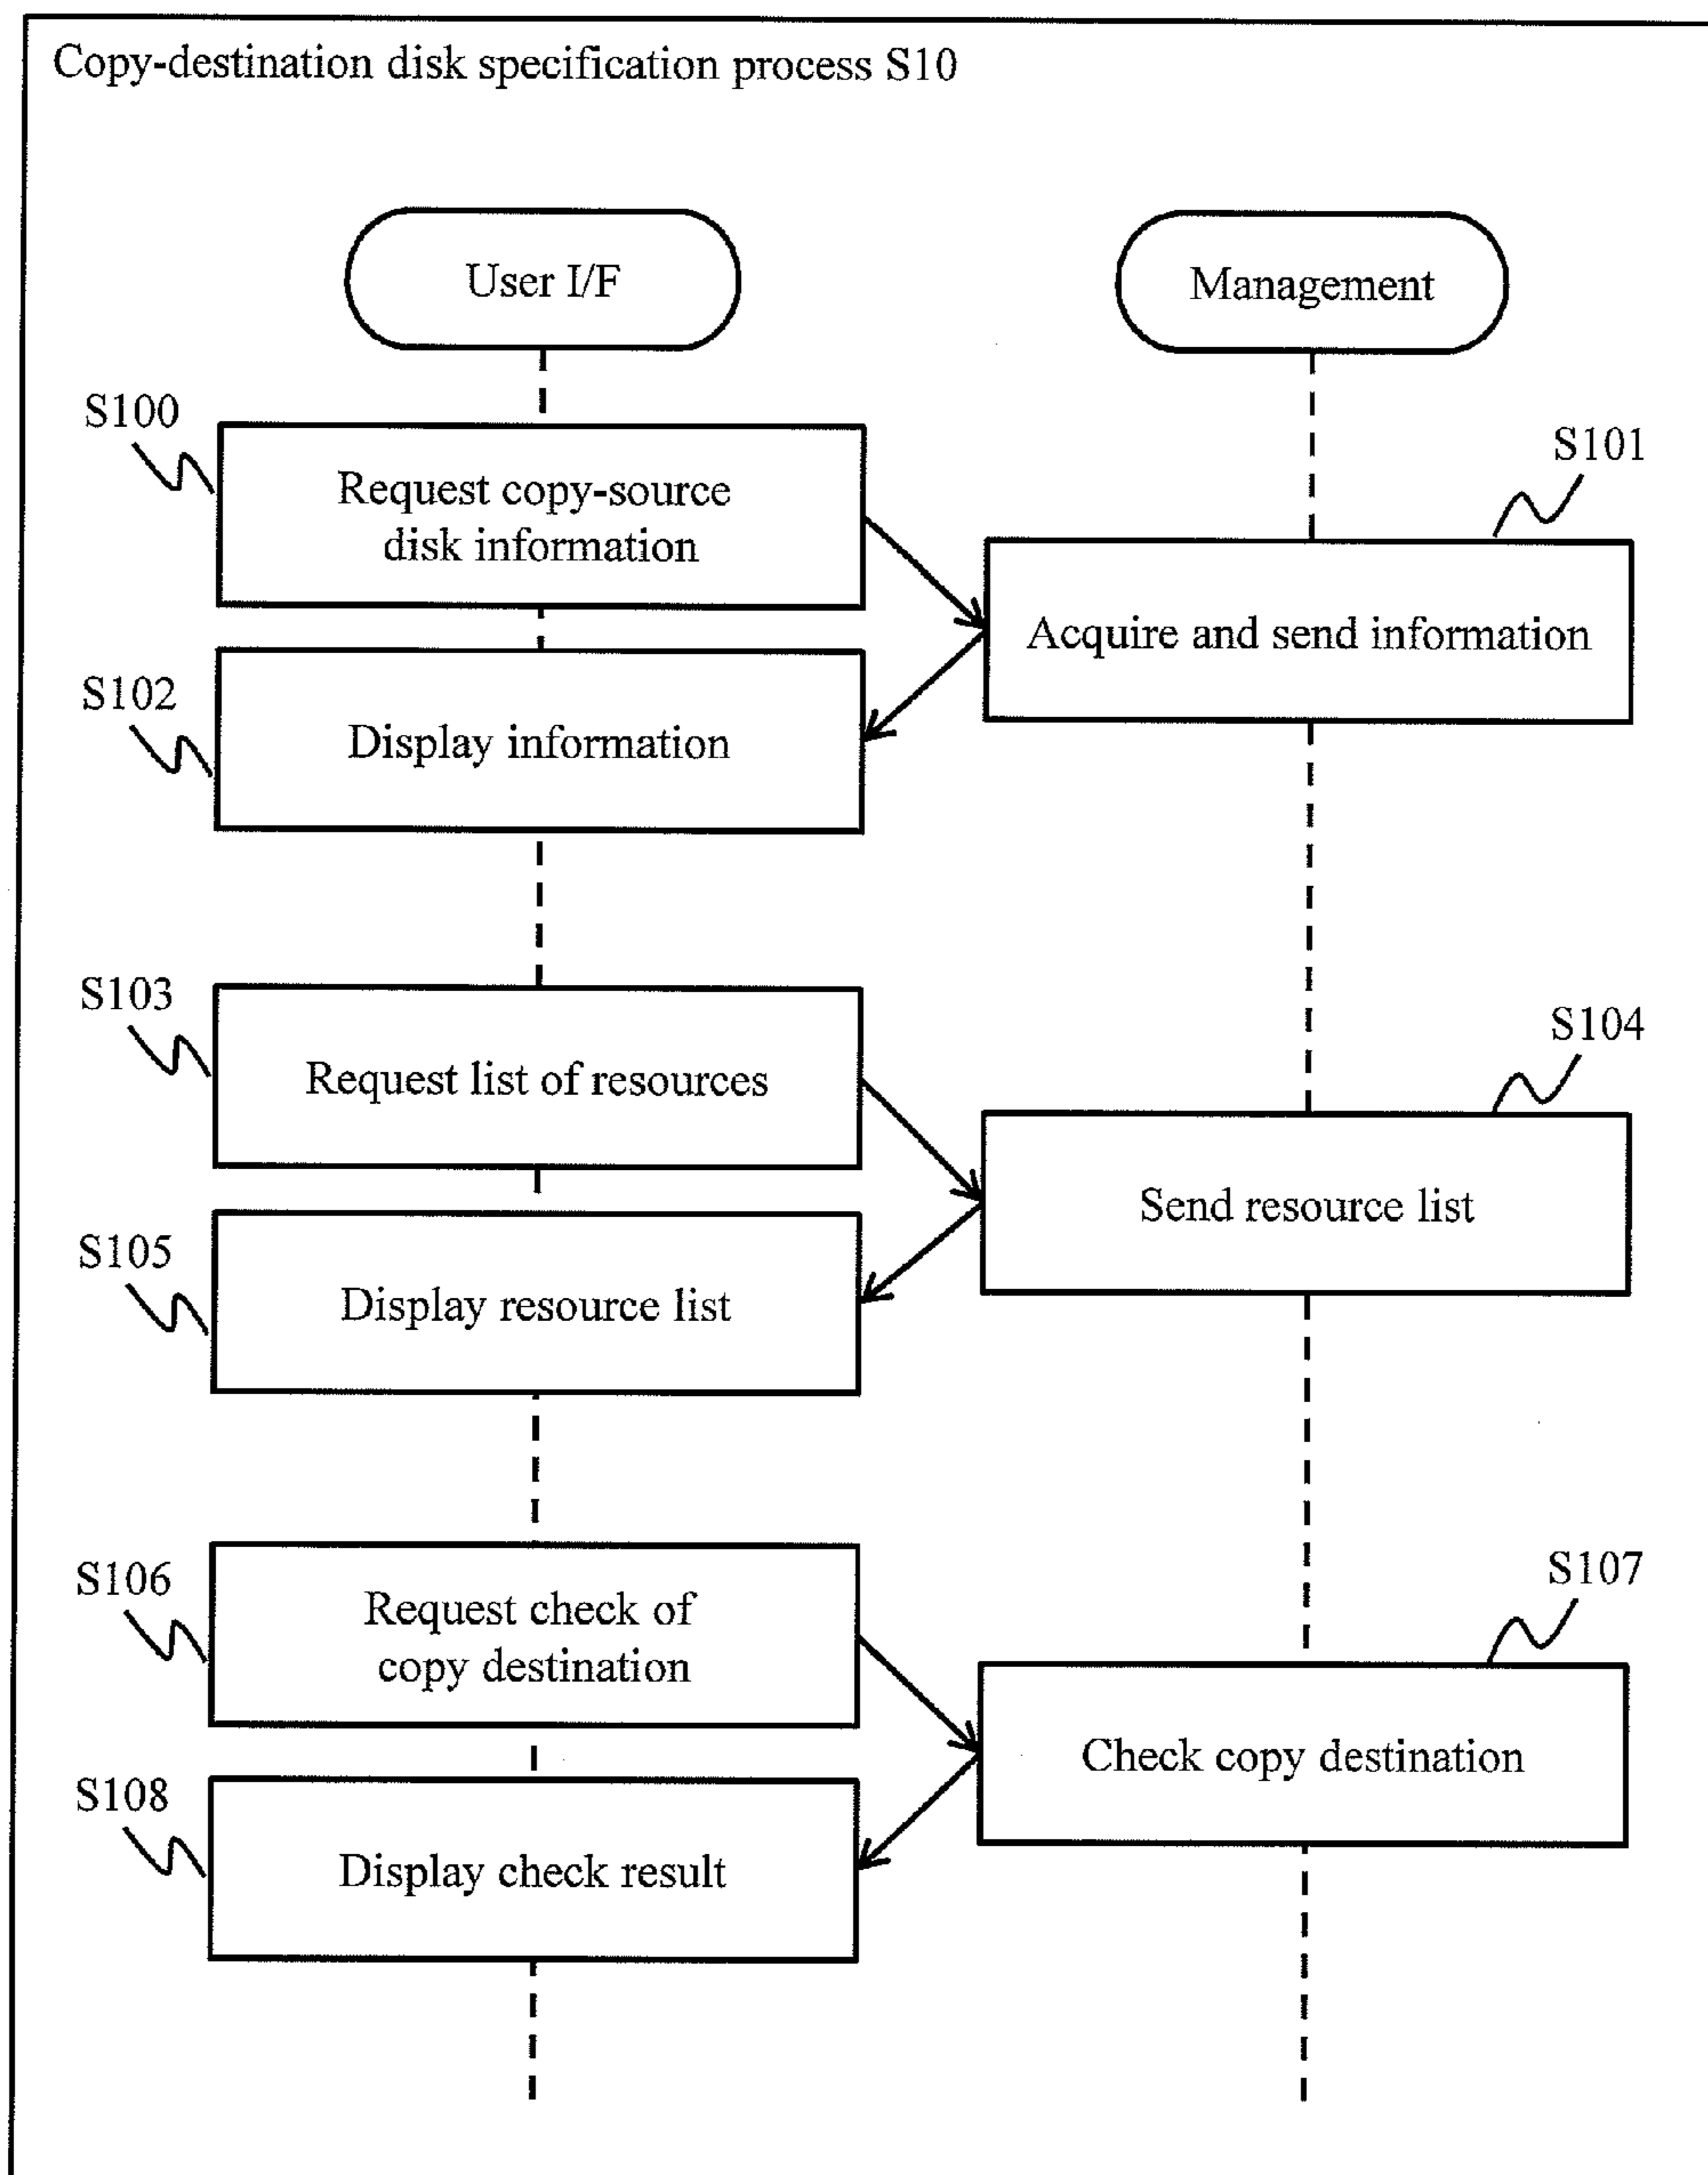 Copy-destination disk specification process S10
User I/F
Management
S100
Request copy-source
disk information
S101
Acquire and send information
S102
Display information
S103
Request list of resources
S104
Send resource list
S105
Display resource list
S106
Request check of
copy destination
S107
Check copy destination
S108
Display check result